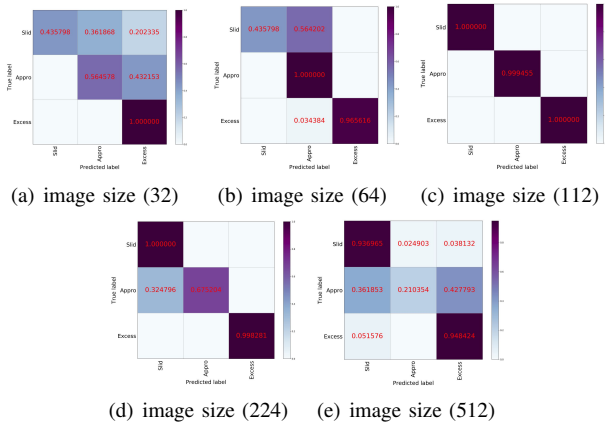 Slid 0.435798 0.361868 0.202335
Appro 0.564576 0.432153
Excess 1.000000
True label
Slid Appro Excess
Predicted label
(a) image size (32)
Slid 0.435798 0.564202
Appro 1.000000
Excess 0.034384 0.965616
True label
Slid Appro Excess
Predicted label
(b) image size (64)
Slid 1.000000
Appro 0.999455
Excess 1.000000
True label
Slid Appro Excess
Predicted label
(c) image size (112)
Slid 1.000000
Appro 0.324796
Excess 0.998281
True label
Slid Appro Excess
Predicted label
(d) image size (224)
Slid 0.936965 0.024903 0.038132
Appro 0.361853 0.210354 0.427793
Excess 0.051576 0.948424
True label
Slid Appro Excess
Predicted label
(e) image size (512)